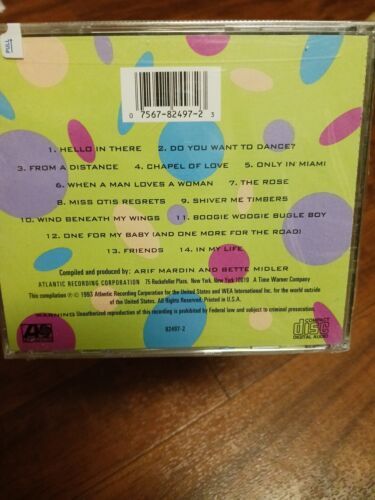 PULL
0 7567-82497-2 3
1. HELLO IN THERE 2. DO YOU WANT TO DANCE?
3. FROM A DISTANCE 4. CHAPEL OF LOVE 5. ONLY IN MIAMI
6. WHEN A MAN LOVES A WOMAN 7. THE ROSE
8. MISS OTIS REGRETS 9. SHIVER ME TIMBERS
10. WIND BENEATH MY WINGS 11. BOOGIE WOOGIE BUGLE BOY
12. ONE FOR MY BABY (AND ONE MORE FOR THE ROAD)
13. FRIENDS 14. IN MY LIFE
Compiled and produced by: ARIF MARDIN AND BETTE MIDLER
ATLANTIC RECORDING CORPORATION 75 Rockefeller Plaza, New York, New York 10019 A Time Warner Company
This compilation ℗ © 1993 Atlantic Recording Corporation for the United States and WEA International Inc. for the world outside
of the United States. All Rights Reserved. Printed in U.S.A.
WARNING: Unauthorized reproduction of this recording is prohibited by Federal law and subject to criminal prosecution.
82497-2
COMPACT
disc
DIGITAL AUDIO